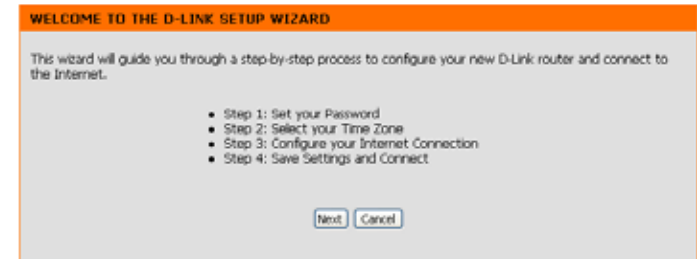 WELCOME TO THE D-LINK SETUP WIZARD
This wizard will guide you through a step-by-step process to configure your new D-Link router and connect to
the Internet.
• Step 1: Set your Password
• Step 2: Select your Time Zone
• Step 3: Configure your Internet Connection
• Step 4: Save Settings and Connect
Next Cancel